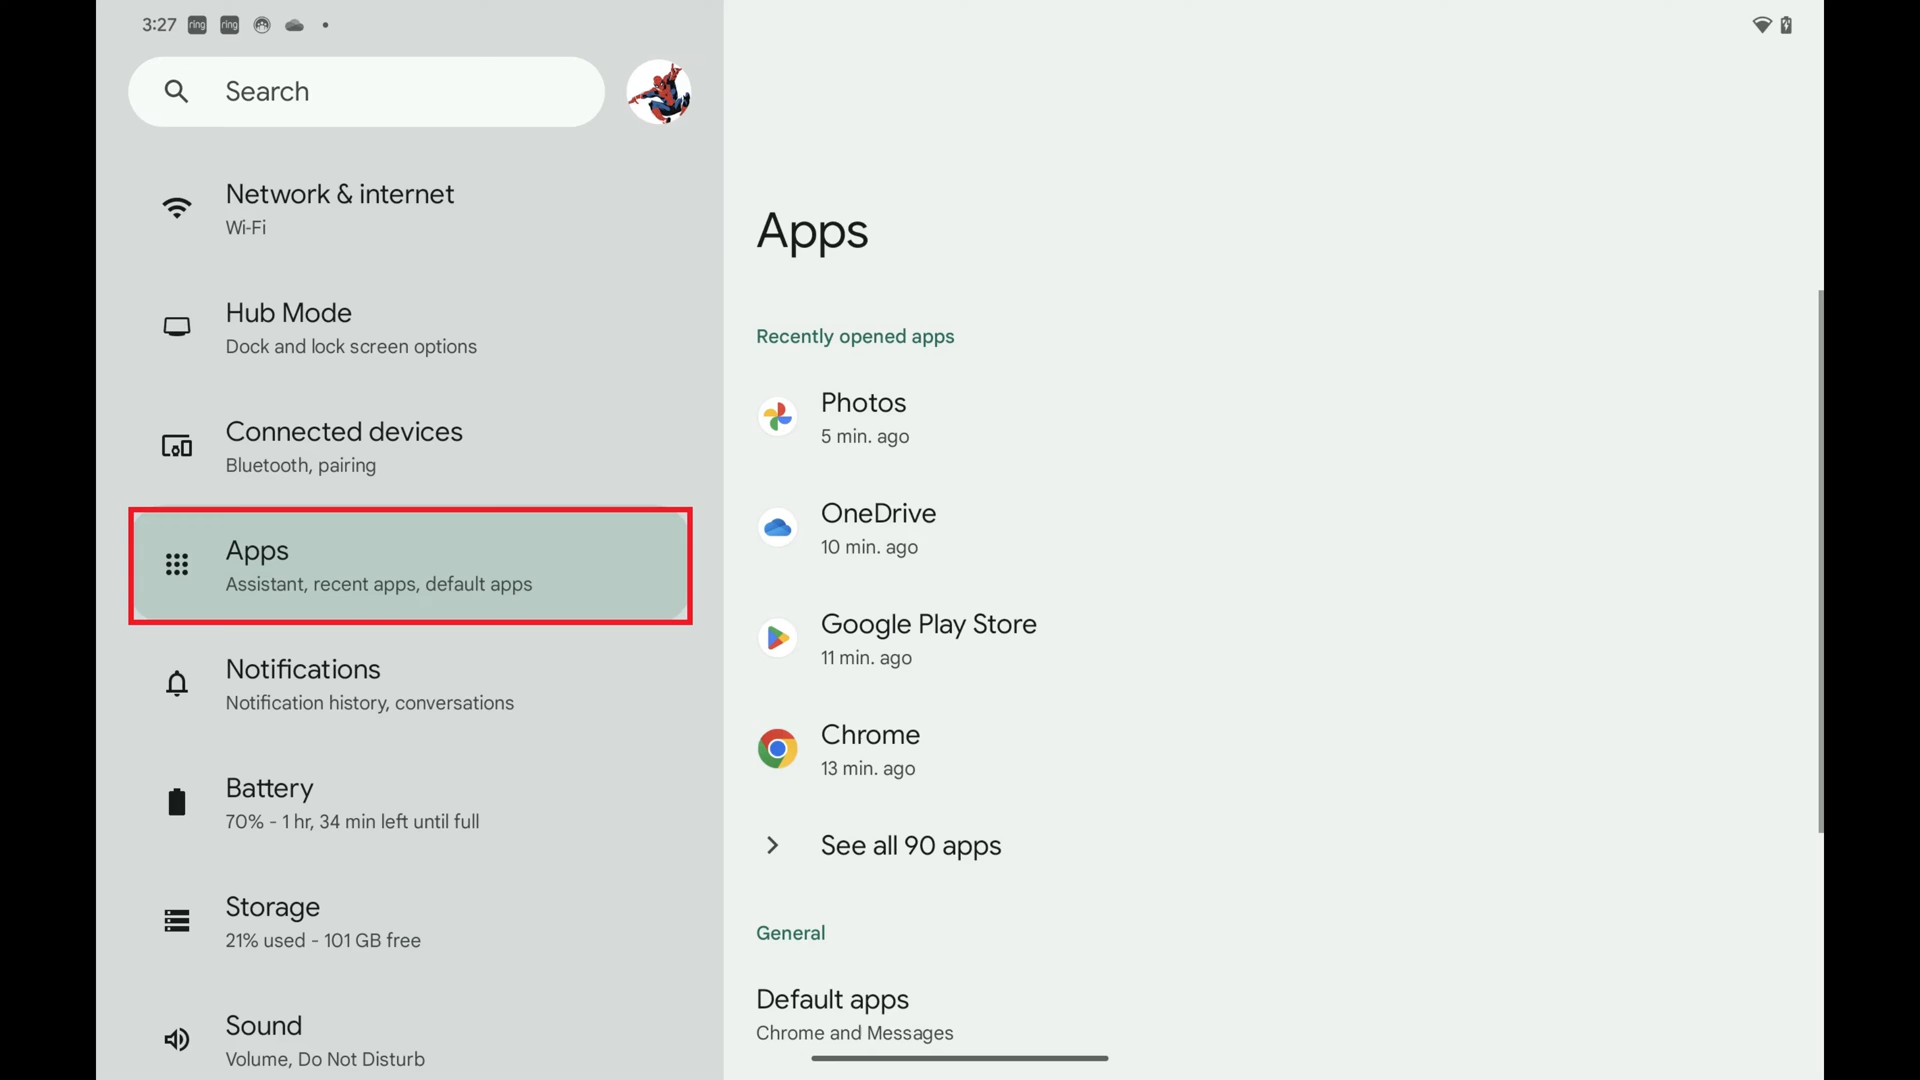 3:27
ring
ring
Search
Network & internet
Wi-Fi
Hub Mode
Dock and lock screen options
Connected devices
Bluetooth, pairing
Apps
Assistant, recent apps, default apps
Notifications
Notification history, conversations
Battery
70% - 1 hr, 34 min left until full
Storage
21% used - 101 GB free
Sound
Volume, Do Not Disturb
Apps
Recently opened apps
Photos
5 min. ago
OneDrive
10 min. ago
Google Play Store
11 min. ago
Chrome
13 min. ago
See all 90 apps
General
Default apps
Chrome and Messages